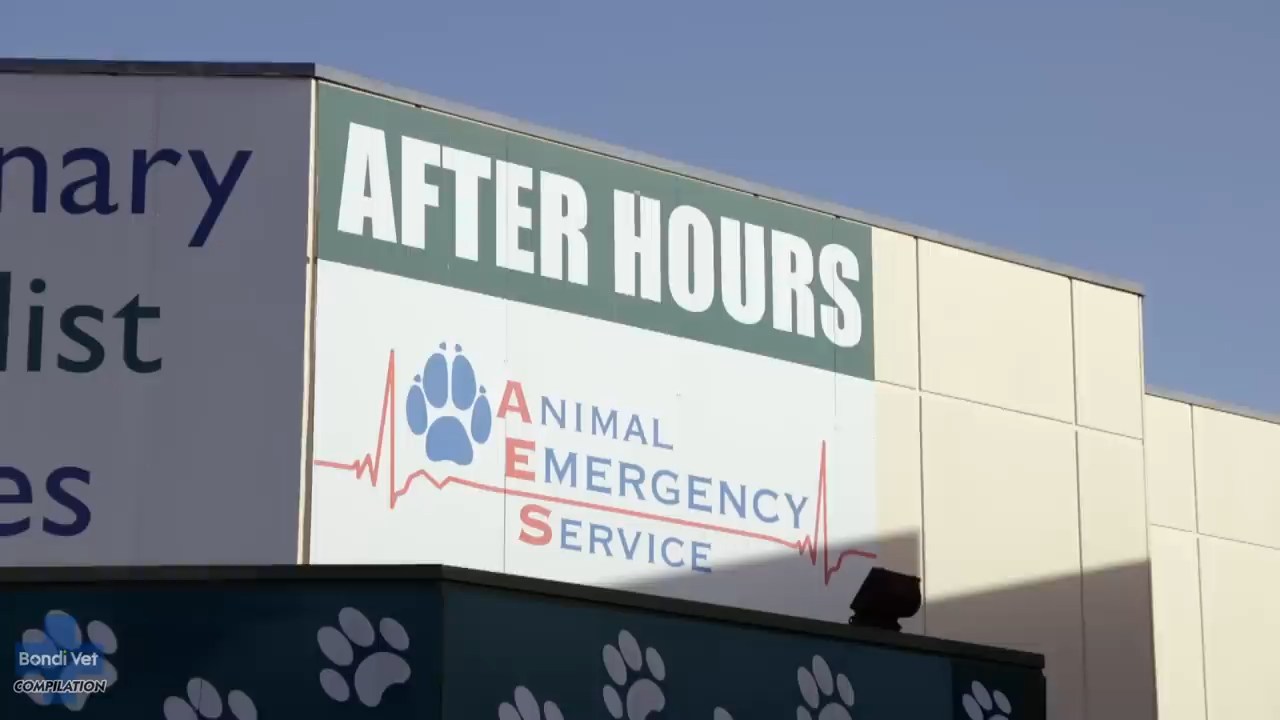 nary
list
es
AFTER HOURS
ANIMAL
EMERGENCY
SERVICE
Bondi Vet
COMPILATION